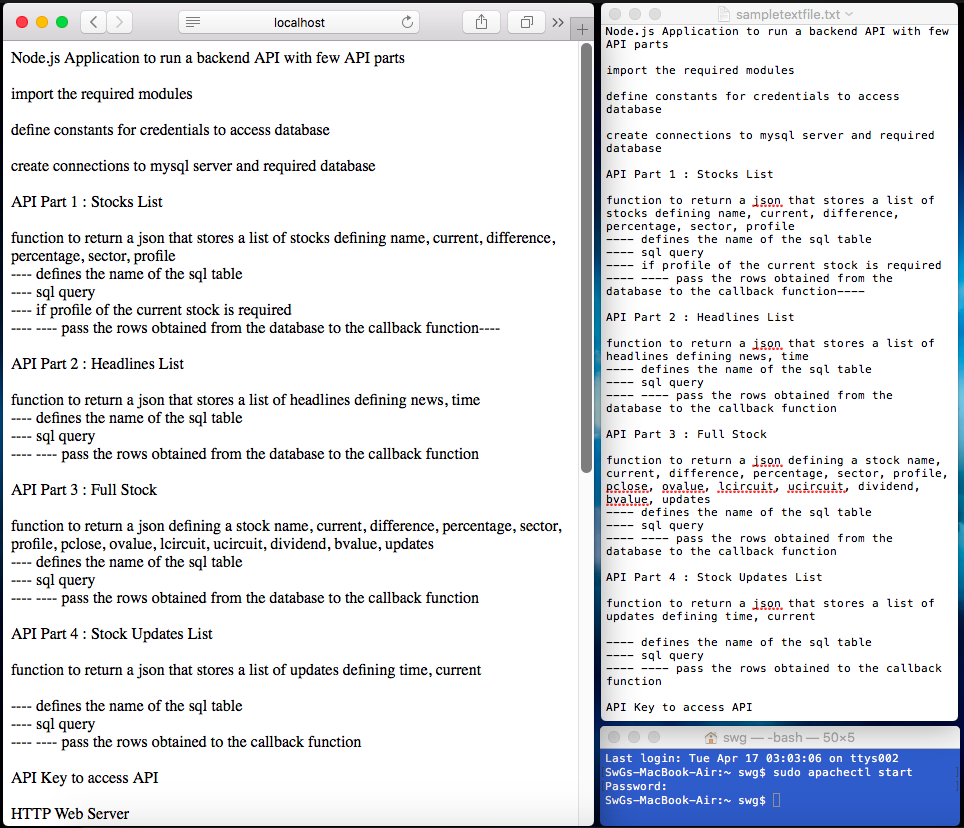 localhost
Node.js Application to run a backend API with few API parts
import the required modules
define constants for credentials to access database
create connections to mysql server and required database
API Part 1 : Stocks List
function to return a json that stores a list of stocks defining name, current, difference,
percentage, sector, profile
---- defines the name of the sql table
---- sql query
---- if profile of the current stock is required
---- ---- pass the rows obtained from the database to the callback function----
API Part 2 : Headlines List
function to return a json that stores a list of headlines defining news, time
---- defines the name of the sql table
---- sql query
---- ---- pass the rows obtained from the database to the callback function
API Part 3 : Full Stock
function to return a json defining a stock name, current, difference, percentage, sector,
profile, pclose, ovalue, lcircuit, ucircuit, dividend, bvalue, updates
---- defines the name of the sql table
---- sql query
---- ---- pass the rows obtained from the database to the callback function
API Part 4 : Stock Updates List
function to return a json that stores a list of updates defining time, current
---- defines the name of the sql table
---- sql query
---- ---- pass the rows obtained to the callback function
API Key to access API
HTTP Web Server
sampletextfile.txt
Node.js Application to run a backend API with few
API parts
import the required modules
define constants for credentials to access
database
create connections to mysql server and required
database
API Part 1 : Stocks List
function to return a json that stores a list of
stocks defining name, current, difference,
percentage, sector, profile
---- defines the name of the sql table
---- sql query
---- if profile of the current stock is required
---- ---- pass the rows obtained from the
database to the callback function----
API Part 2 : Headlines List
function to return a json that stores a list of
headlines defining news, time
---- defines the name of the sql table
---- sql query
---- ---- pass the rows obtained from the
database to the callback function
API Part 3 : Full Stock
function to return a json defining a stock name,
current, difference, percentage, sector, profile,
pclose, ovalue, lcircuit, ucircuit, dividend,
bvalue, updates
---- defines the name of the sql table
---- sql query
---- ---- pass the rows obtained from the
database to the callback function
API Part 4 : Stock Updates List
function to return a json that stores a list of
updates defining time, current
---- defines the name of the sql table
---- sql query
---- ---- pass the rows obtained to the callback
function
API Key to access API
swg — -bash — 50×5
Last login: Tue Apr 17 03:03:06 on ttys002
SwGs-MacBook-Air:~ swg$ sudo apachectl start
Password:
SwGs-MacBook-Air:~ swg$